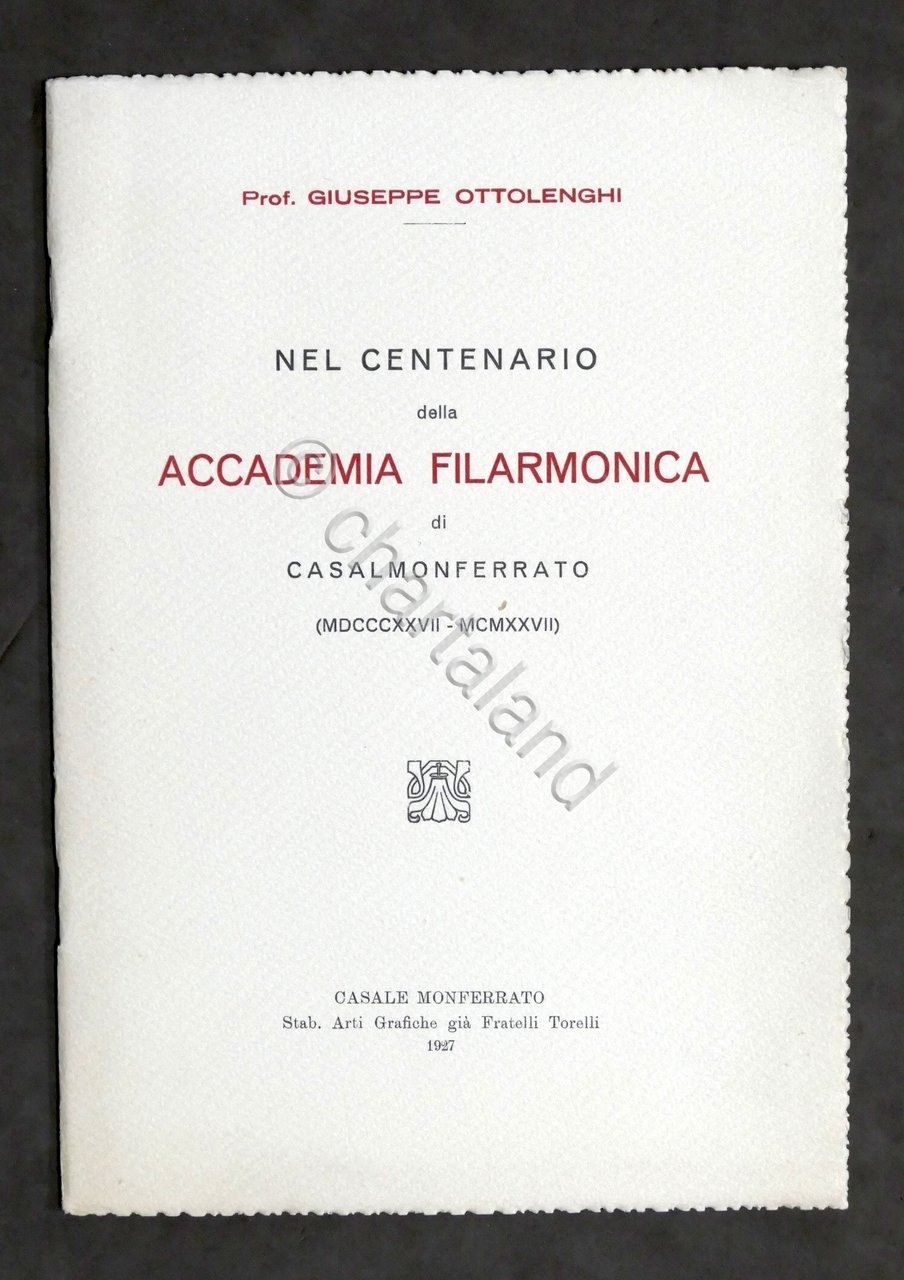 Prof. GIUSEPPE OTTOLENGHI
NEL CENTENARIO
della
ACCADEMIA FILARMONICA
di
CASALMONFERRATO
(MDCCCXXVII - MCMXXVII)
© chartaland
CASALE MONFERRATO
Stab. Arti Grafiche già Fratelli Torelli
1927